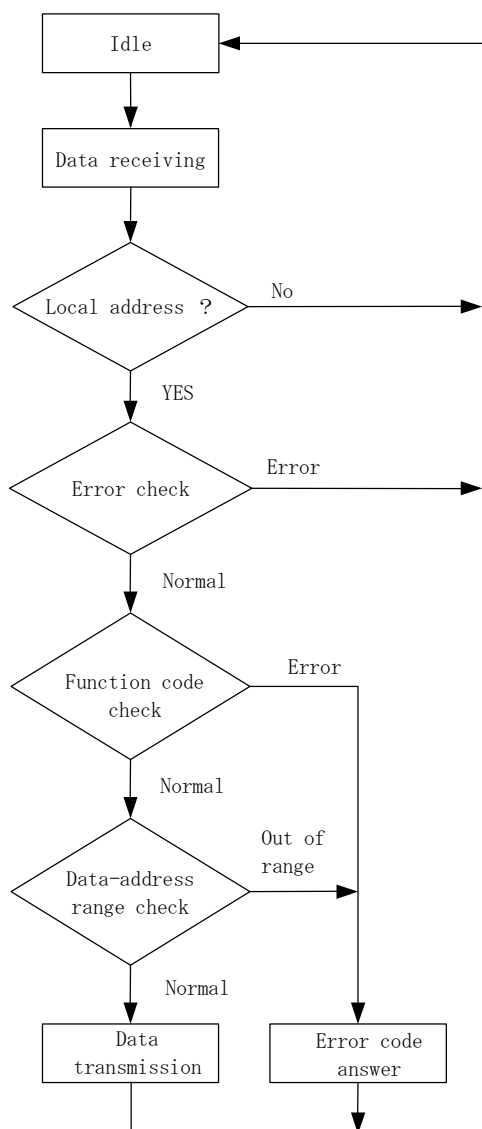 Idle
Data receiving
Local address ?
No
YES
Error check
Error
Normal
Function code
check
Error
Normal
Out of
range
Data-address
range check
Normal
Data
transmission
Error code
answer